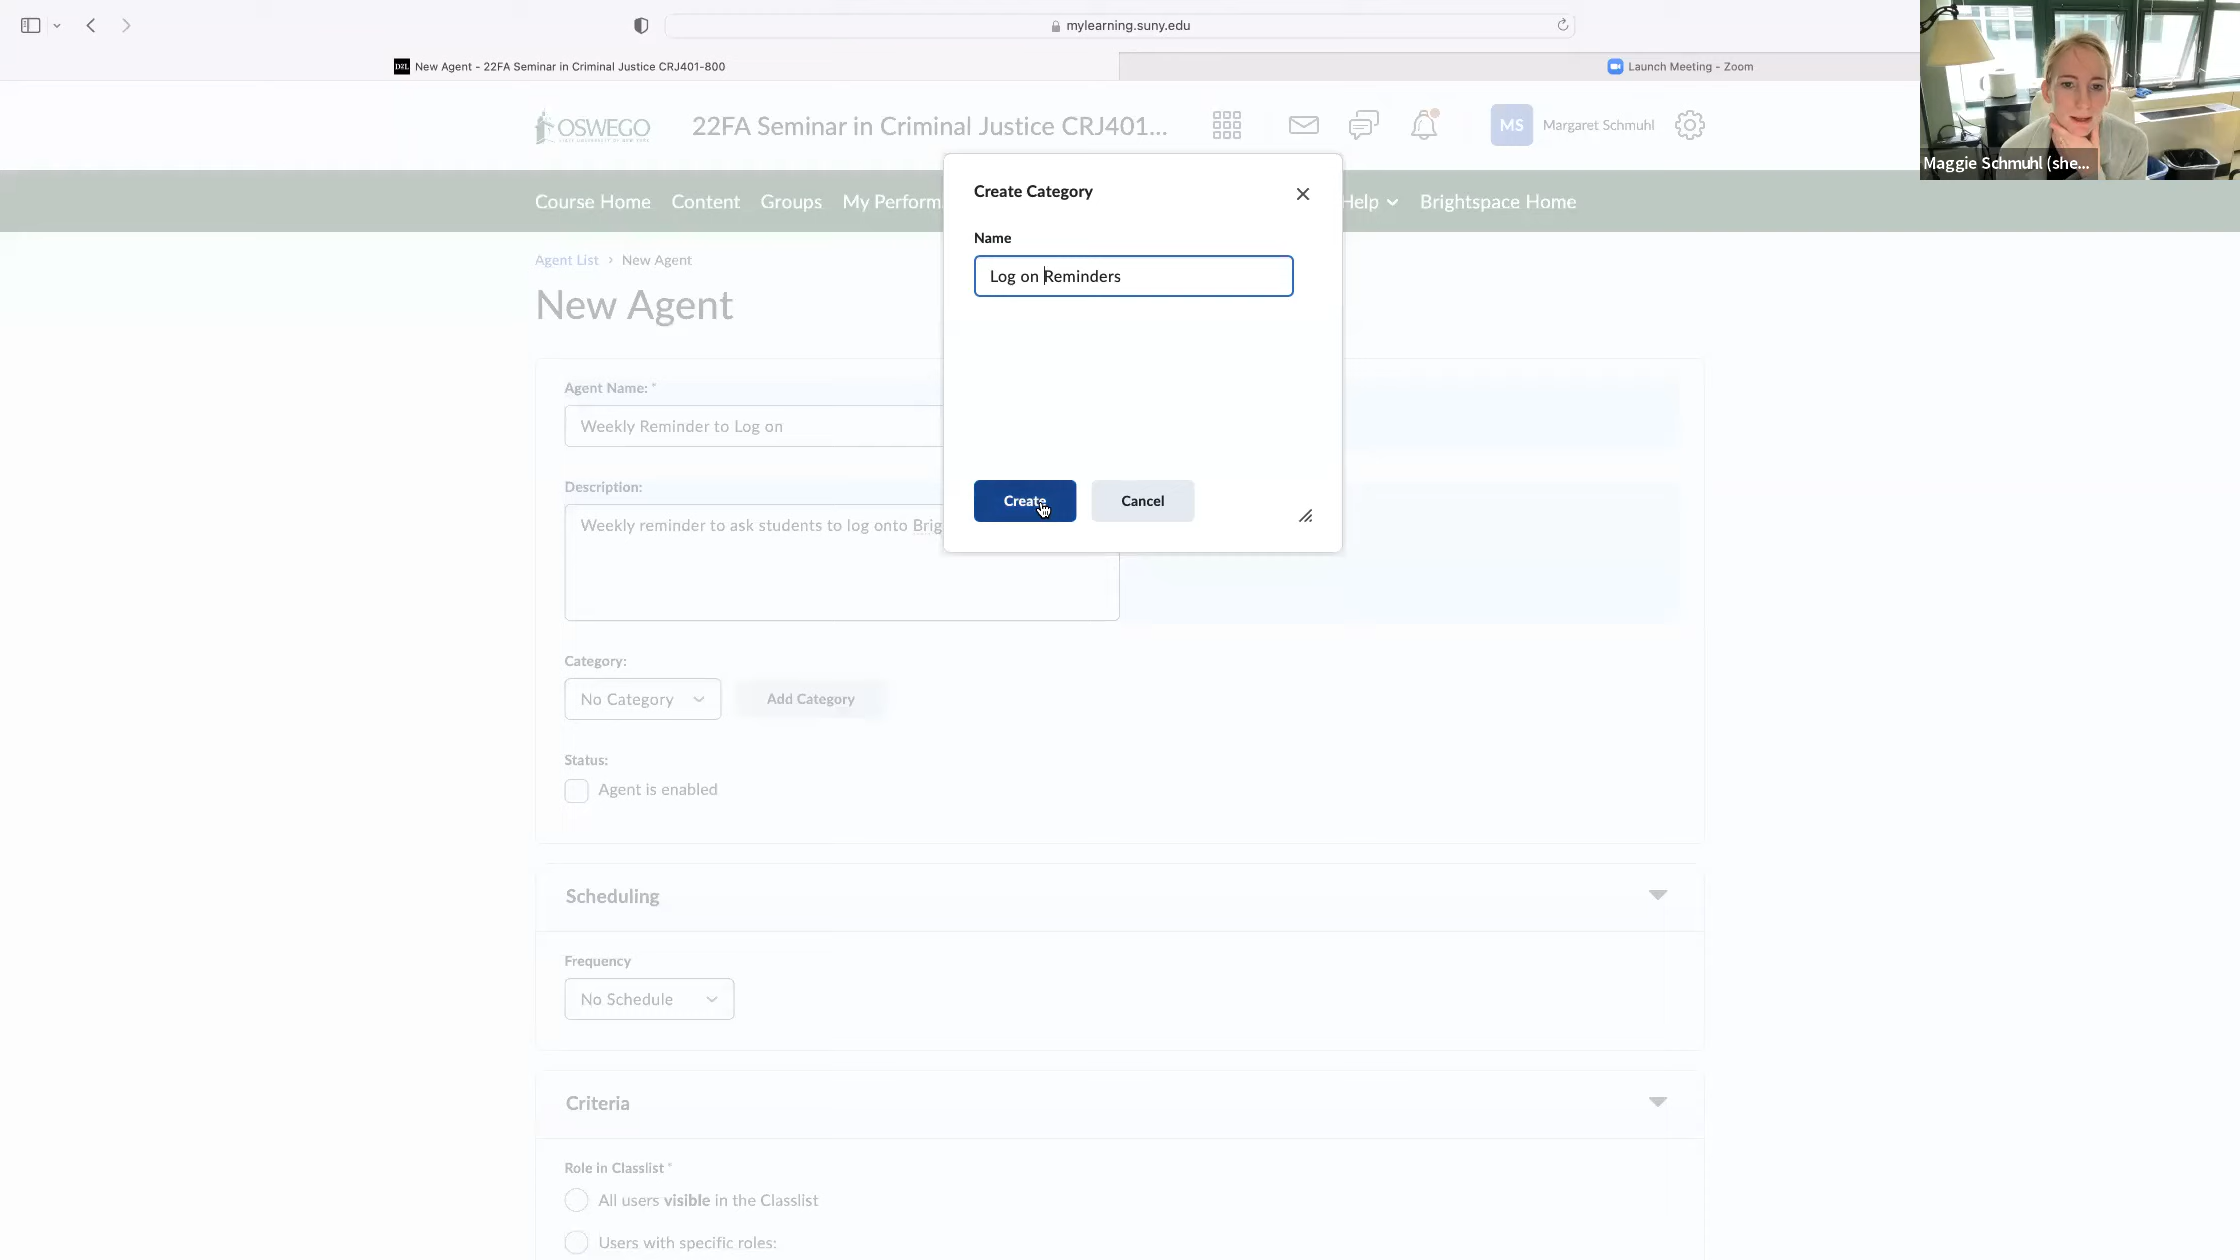 mylearning.suny.edu
D2L New Agent - 22FA Seminar in Criminal Justice CRJ401-800
Launch Meeting - Zoom
OSWEGO
22FA Seminar in Criminal Justice CRJ401...
MS
Margaret Schmuhl
Maggie Schmuhl (she...
Course Home
Content
Groups
My Perform
Help
Brightspace Home
Create Category
Name
Log on Reminders
Create
Cancel
Agent List › New Agent
New Agent
Agent Name: *
Weekly Reminder to Log on
Description:
Weekly reminder to ask students to log onto Brig
Category:
No Category
Add Category
Status:
Agent is enabled
Scheduling
Frequency
No Schedule
Criteria
Role in Classlist *
All users visible in the Classlist
Users with specific roles: